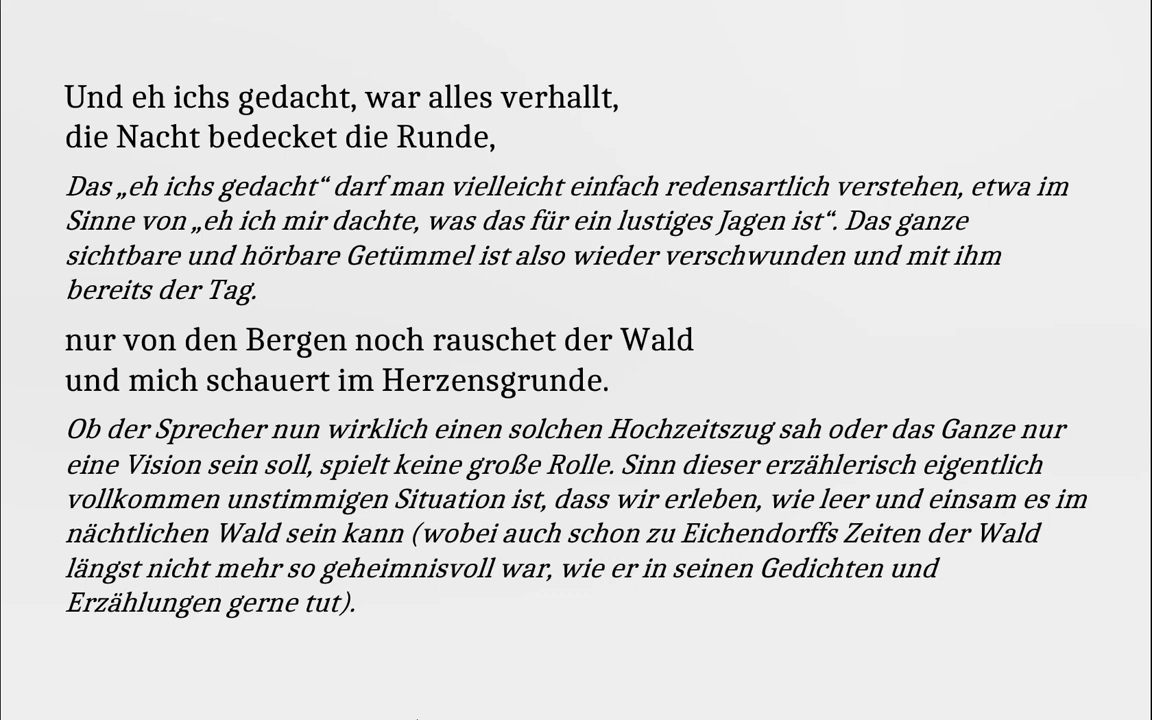 Und eh ichs gedacht, war alles verhallt,
die Nacht bedecket die Runde,
Das „eh ichs gedacht“ darf man vielleicht einfach redensartlich verstehen, etwa im
Sinne von „eh ich mir dachte, was das für ein lustiges Jagen ist“. Das ganze
sichtbare und hörbare Getümmel ist also wieder verschwunden und mit ihm
bereits der Tag.
nur von den Bergen noch rauschet der Wald
und mich schauert im Herzensgrunde.
Ob der Sprecher nun wirklich einen solchen Hochzeitszug sah oder das Ganze nur
eine Vision sein soll, spielt keine große Rolle. Sinn dieser erzählerisch eigentlich
vollkommen unstimmigen Situation ist, dass wir erleben, wie leer und einsam es im
nächtlichen Wald sein kann (wobei auch schon zu Eichendorffs Zeiten der Wald
längst nicht mehr so geheimnisvoll war, wie er in seinen Gedichten und
Erzählungen gerne tut).